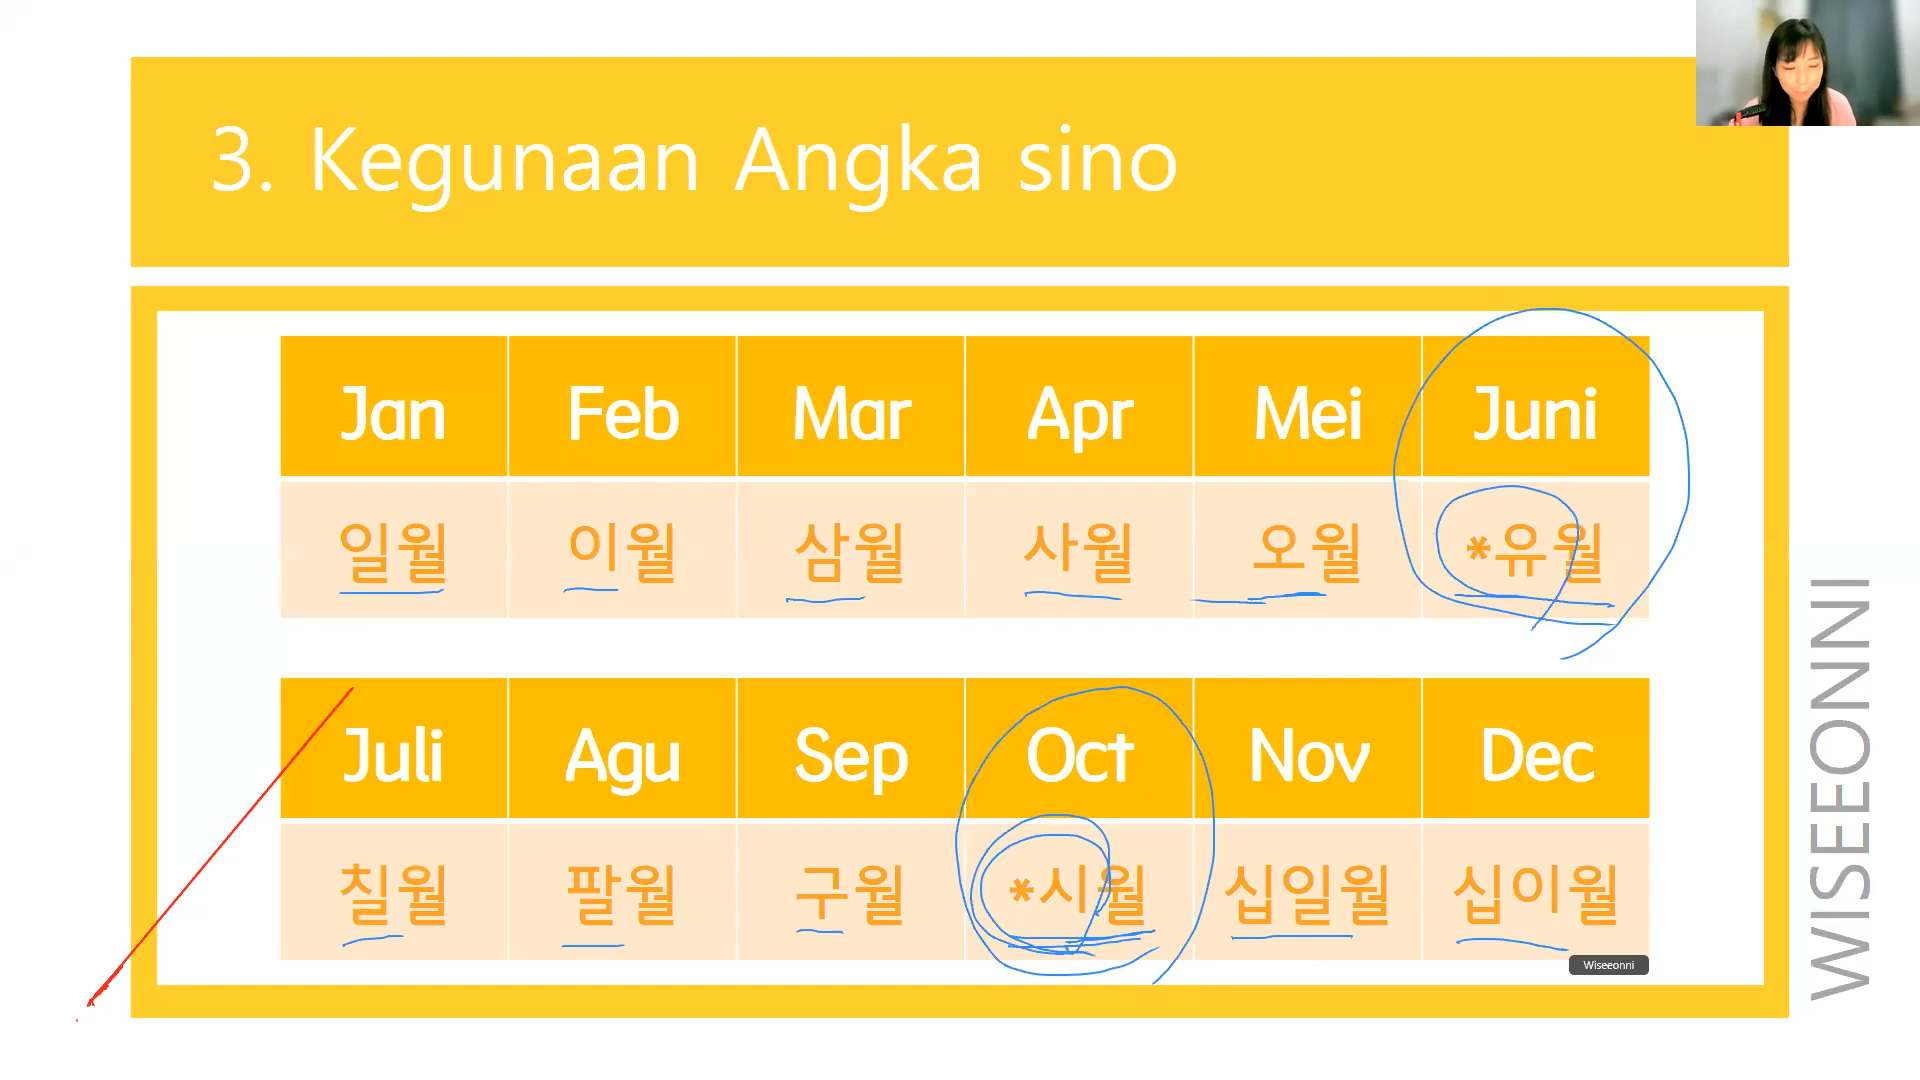 3. Kegunaan Angka sino
Jan Feb Mar Apr Mei Juni
일월 이월 삼월 사월 오월 *유월
Juli Agu Sep Oct Nov Dec
칠월 팔월 구월 *시월 십일월 십이월
Wiseeonni
WISEEONNI